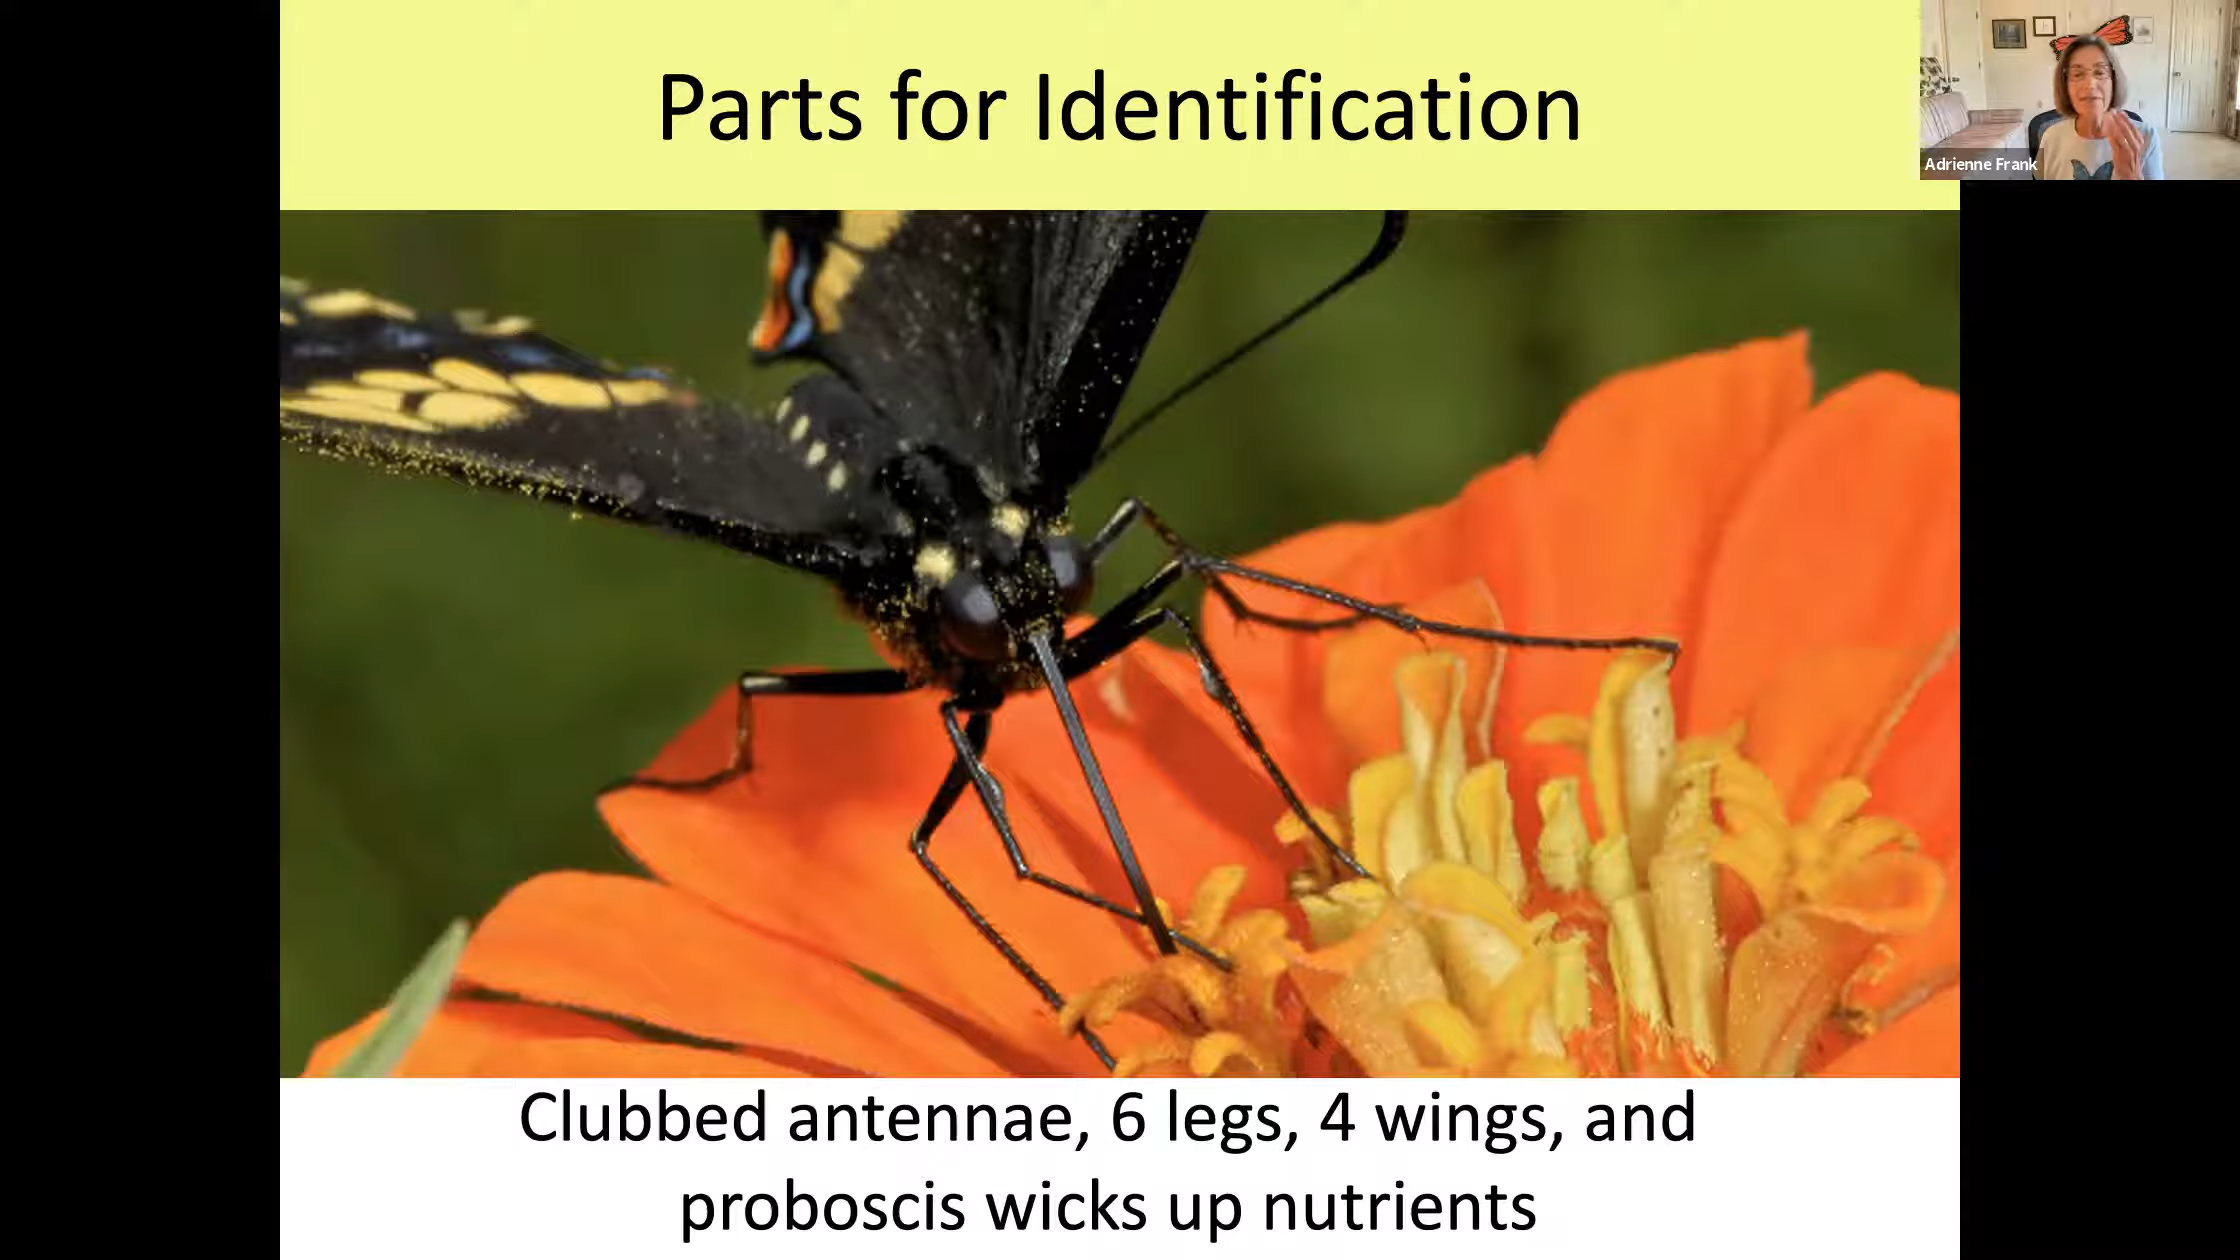 Parts for Identification
Adrienne Frank
Clubbed antennae, 6 legs, 4 wings, and
proboscis wicks up nutrients